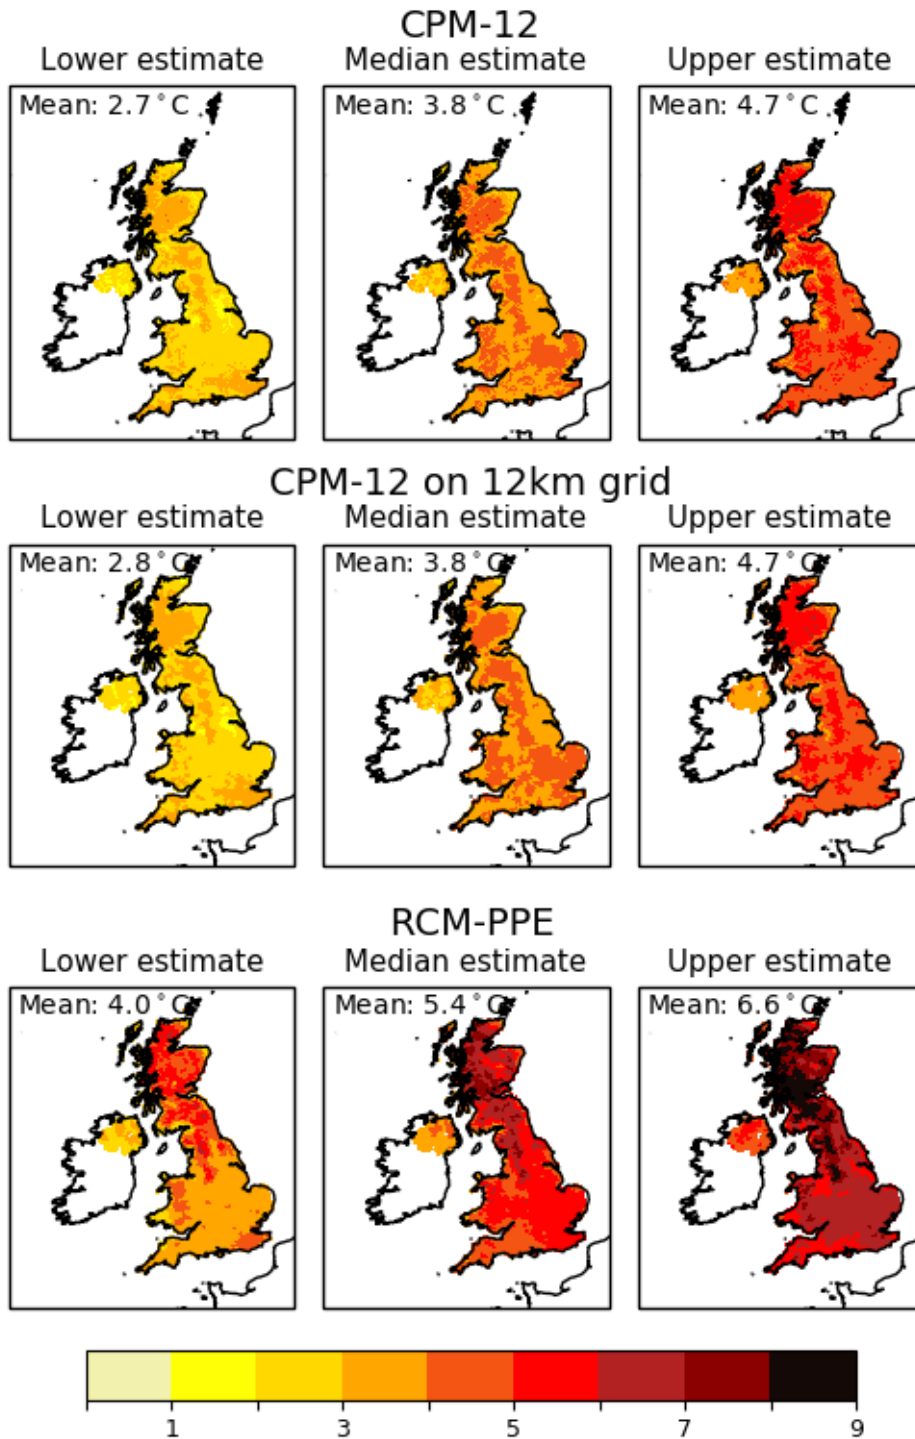 CPM-12
Lower estimate Median estimate Upper estimate
Mean: 2.7°C Mean: 3.8°C Mean: 4.7°C
CPM-12 on 12km grid
Lower estimate Median estimate Upper estimate
Mean: 2.8°C Mean: 3.8°C Mean: 4.7°C
RCM-PPE
Lower estimate Median estimate Upper estimate
Mean: 4.0°C Mean: 5.4°C Mean: 6.6°C
1 3 5 7 9